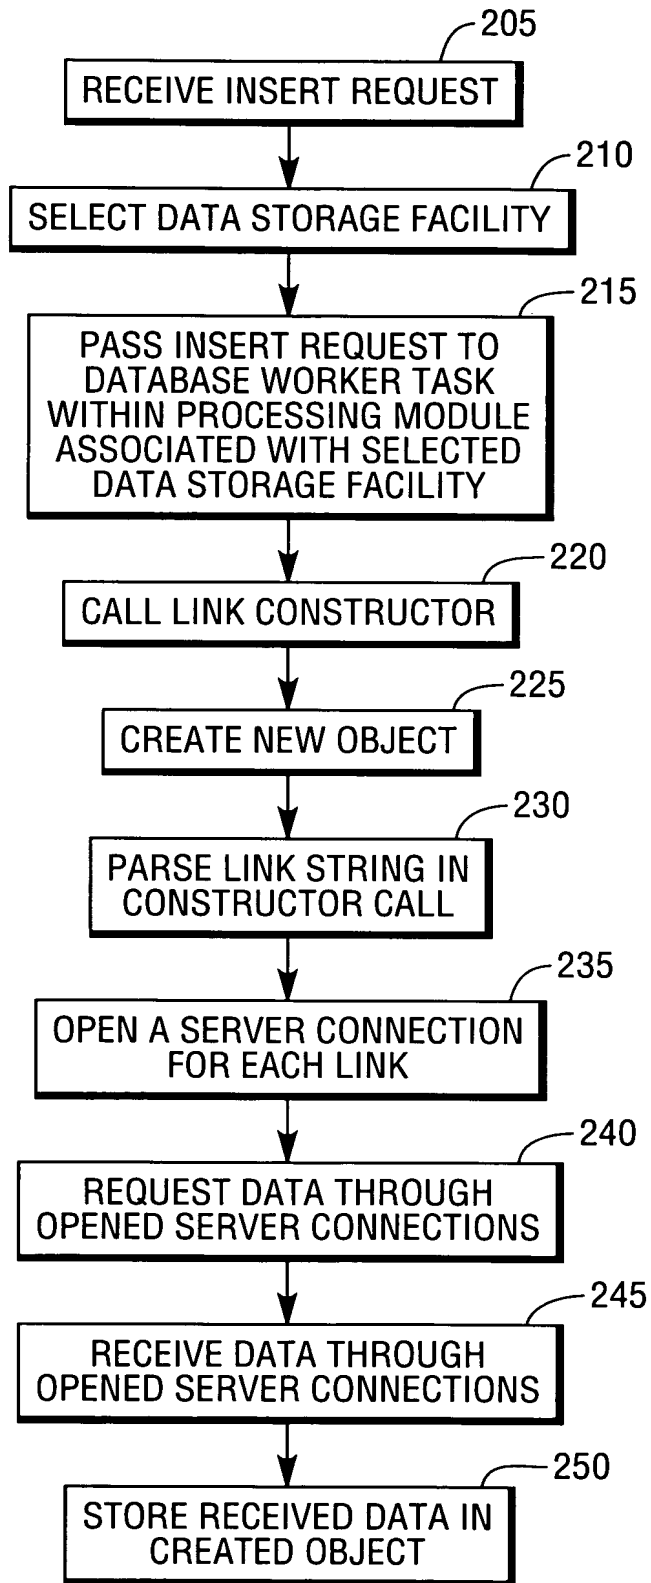 205
RECEIVE INSERT REQUEST
210
SELECT DATA STORAGE FACILITY
215
PASS INSERT REQUEST TO
DATABASE WORKER TASK
WITHIN PROCESSING MODULE
ASSOCIATED WITH SELECTED
DATA STORAGE FACILITY
220
CALL LINK CONSTRUCTOR
225
CREATE NEW OBJECT
230
PARSE LINK STRING IN
CONSTRUCTOR CALL
235
OPEN A SERVER CONNECTION
FOR EACH LINK
240
REQUEST DATA THROUGH
OPENED SERVER CONNECTIONS
245
RECEIVE DATA THROUGH
OPENED SERVER CONNECTIONS
250
STORE RECEIVED DATA IN
CREATED OBJECT